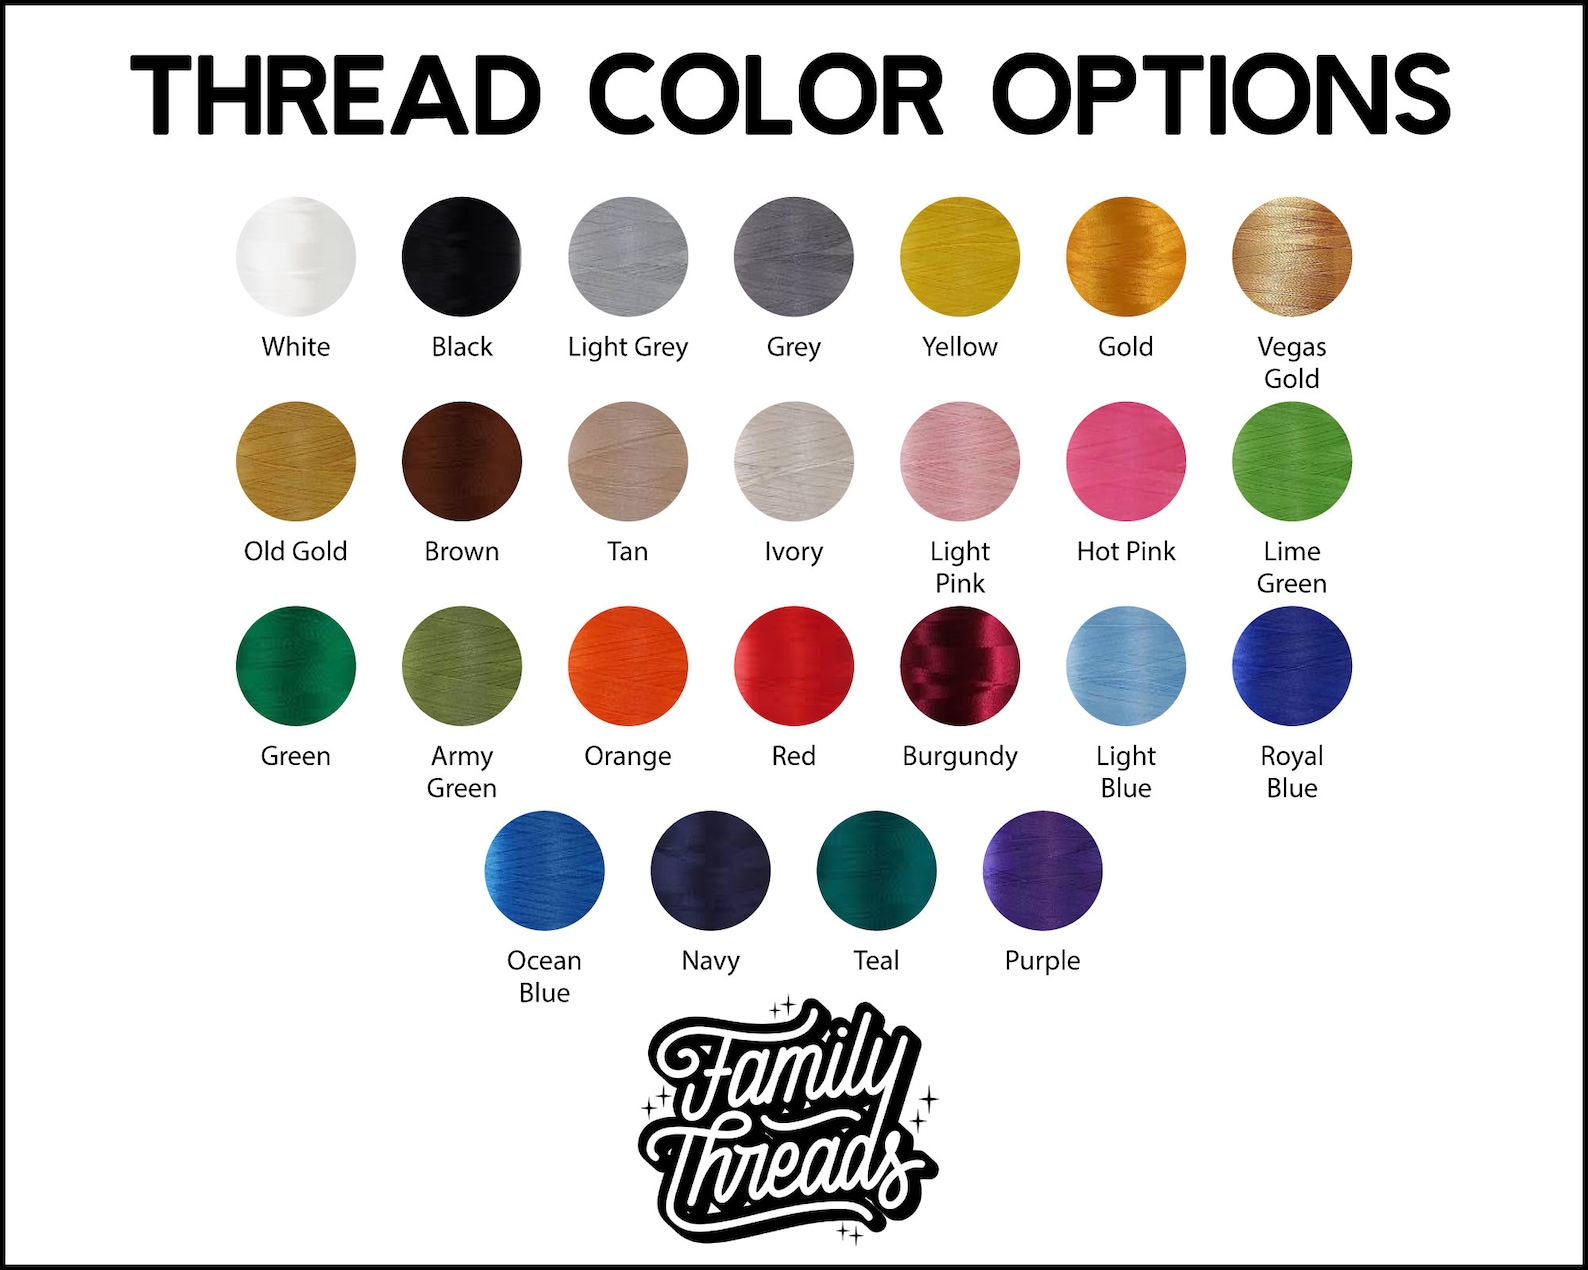 THREAD COLOR OPTIONS
White Black Light Grey Grey Yellow Gold Vegas
Gold
Old Gold Brown Tan Ivory Light Hot Pink Lime
Pink Green
Green Army Orange Red Burgundy Light Royal
Green Blue Blue
Ocean Navy Teal Purple
Blue
Family
Threads